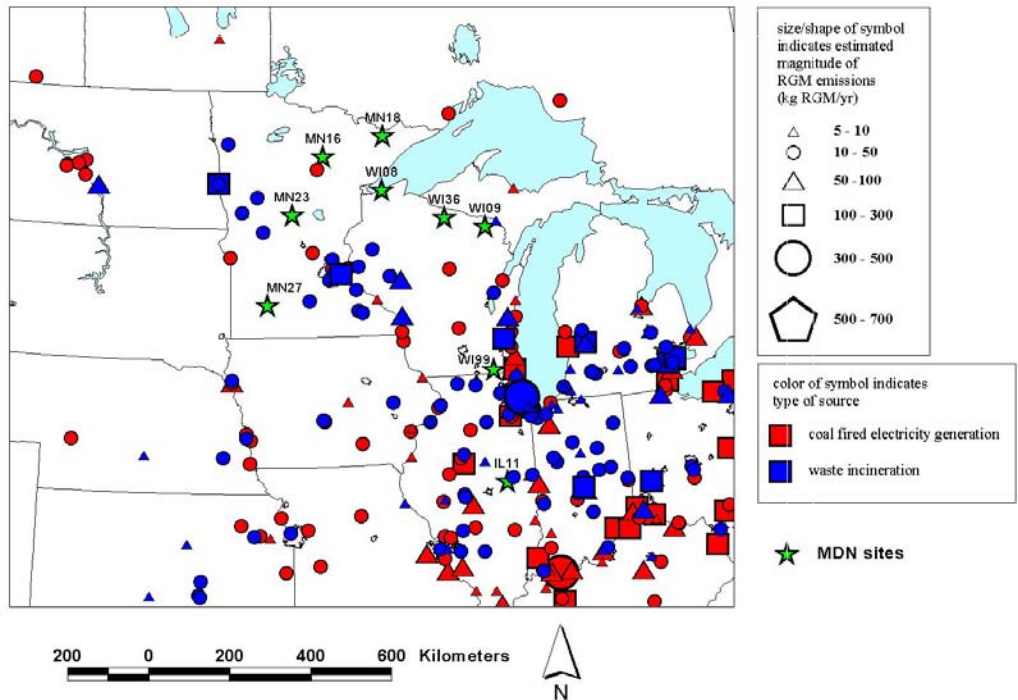 MN18
MN16
WI08
MN23
WI36
WI09
MN27
WI99
IL11
size/shape of symbol
indicates estimated
magnitude of
RGM emissions
(kg RGM/yr)
5 - 10
10 - 50
50 - 100
100 - 300
300 - 500
500 - 700
color of symbol indicates
type of source
coal fired electricity generation
waste incineration
MDN sites
200 0 200 400 600 Kilometers
N